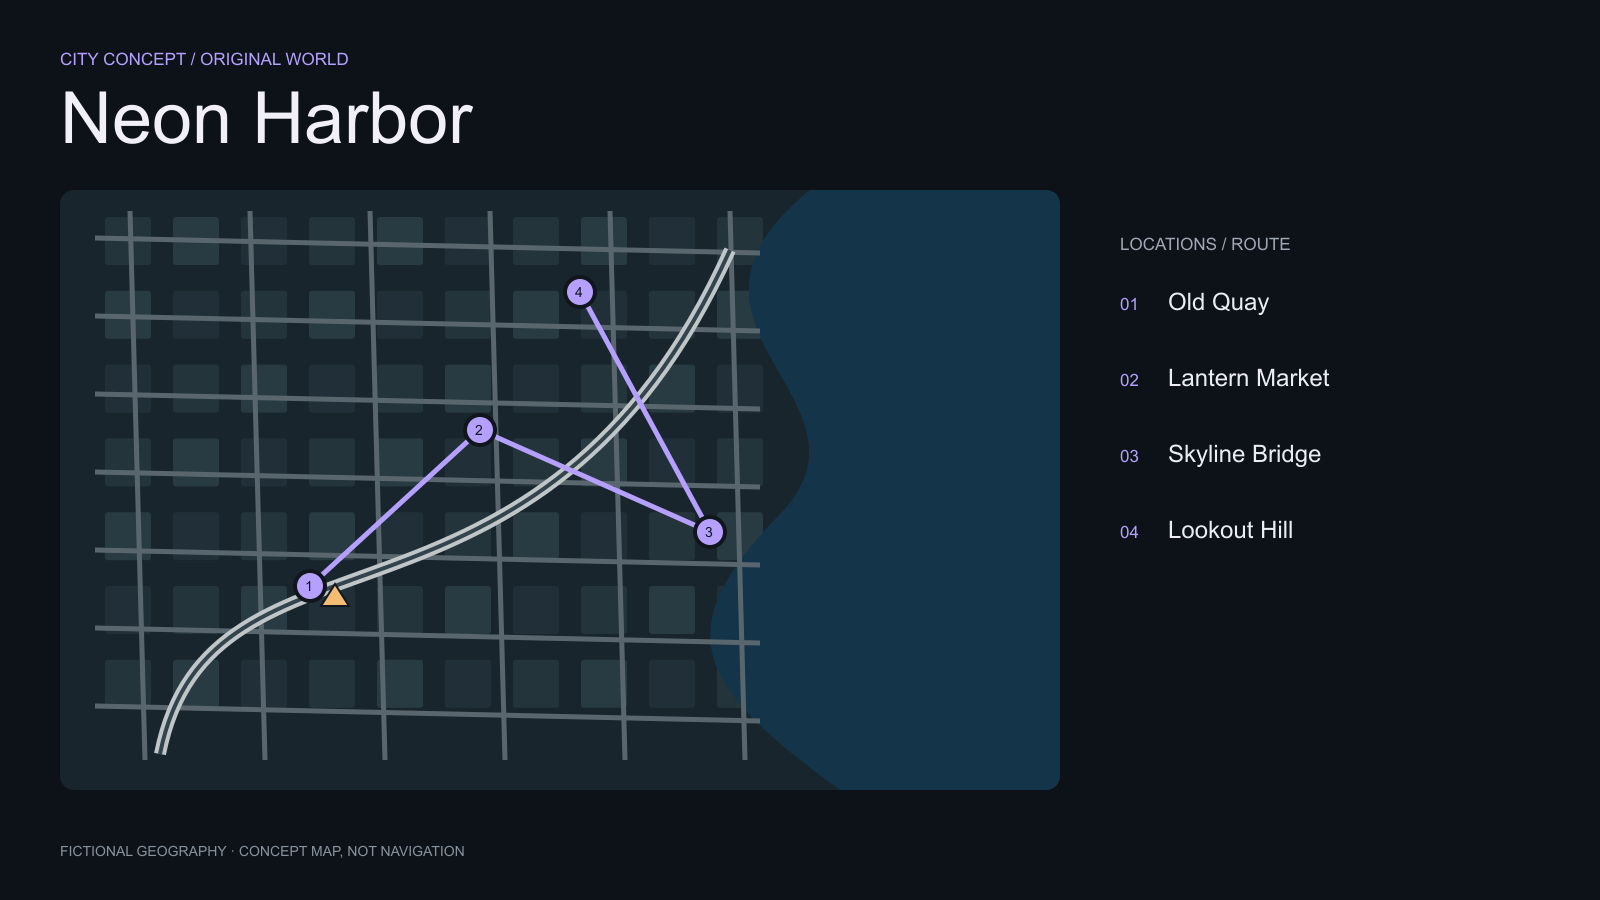 CITY CONCEPT / ORIGINAL WORLD
Neon Harbor
4
2
3
1
LOCATIONS / ROUTE
01 Old Quay
02 Lantern Market
03 Skyline Bridge
04 Lookout Hill
FICTIONAL GEOGRAPHY · CONCEPT MAP, NOT NAVIGATION